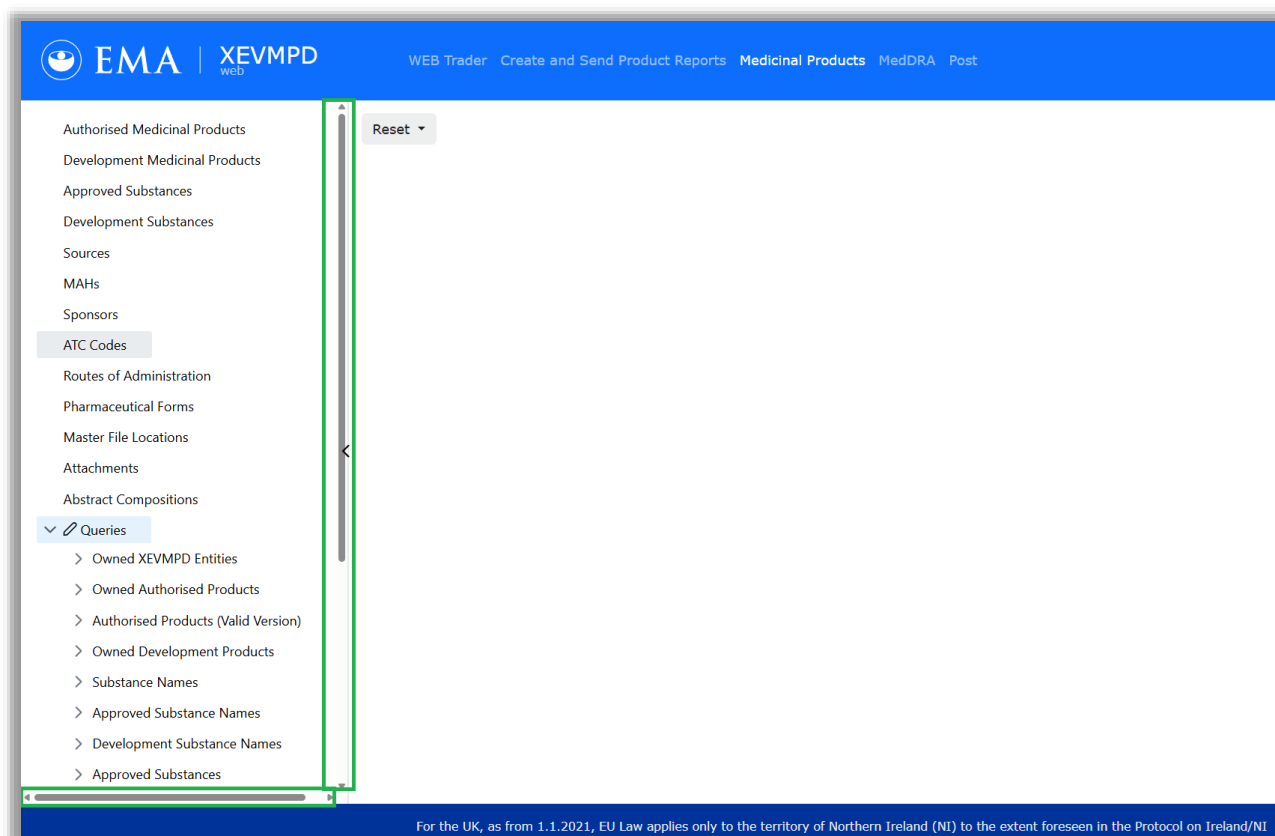 EMA XEVMPD
web
WEB Trader Create and Send Product Reports Medicinal Products MedDRA Post
Reset
Authorised Medicinal Products
Development Medicinal Products
Approved Substances
Development Substances
Sources
MAHs
Sponsors
ATC Codes
Routes of Administration
Pharmaceutical Forms
Master File Locations
Attachments
Abstract Compositions
Queries
Owned XEVMPD Entities
Owned Authorised Products
Authorised Products (Valid Version)
Owned Development Products
Substance Names
Approved Substance Names
Development Substance Names
Approved Substances
For the UK, as from 1.1.2021, EU Law applies only to the territory of Northern Ireland (NI) to the extent foreseen in the Protocol on Ireland/NI